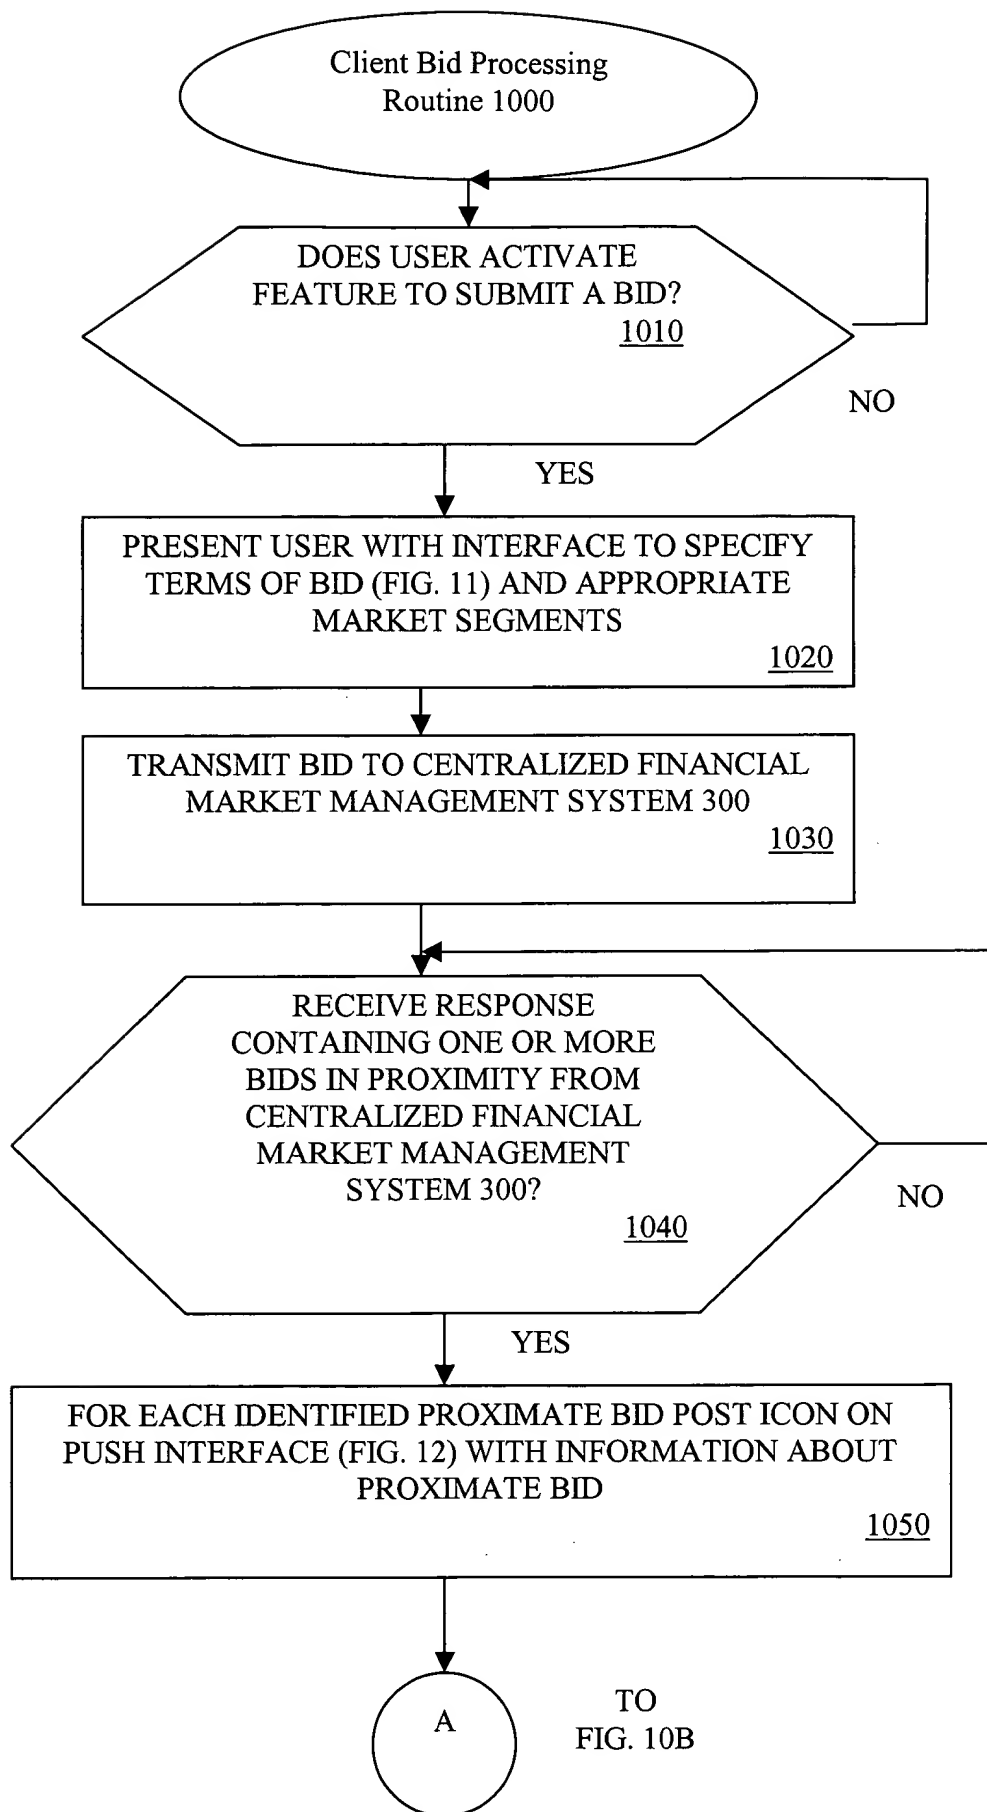 Client Bid Processing
Routine 1000
DOES USER ACTIVATE
FEATURE TO SUBMIT A BID?
1010
NO
YES
PRESENT USER WITH INTERFACE TO SPECIFY
TERMS OF BID (FIG. 11) AND APPROPRIATE
MARKET SEGMENTS
1020
TRANSMIT BID TO CENTRALIZED FINANCIAL
MARKET MANAGEMENT SYSTEM 300
1030
RECEIVE RESPONSE
CONTAINING ONE OR MORE
BIDS IN PROXIMITY FROM
CENTRALIZED FINANCIAL
MARKET MANAGEMENT
SYSTEM 300?
1040
NO
YES
FOR EACH IDENTIFIED PROXIMATE BID POST ICON ON
PUSH INTERFACE (FIG. 12) WITH INFORMATION ABOUT
PROXIMATE BID
1050
A
TO
FIG. 10B